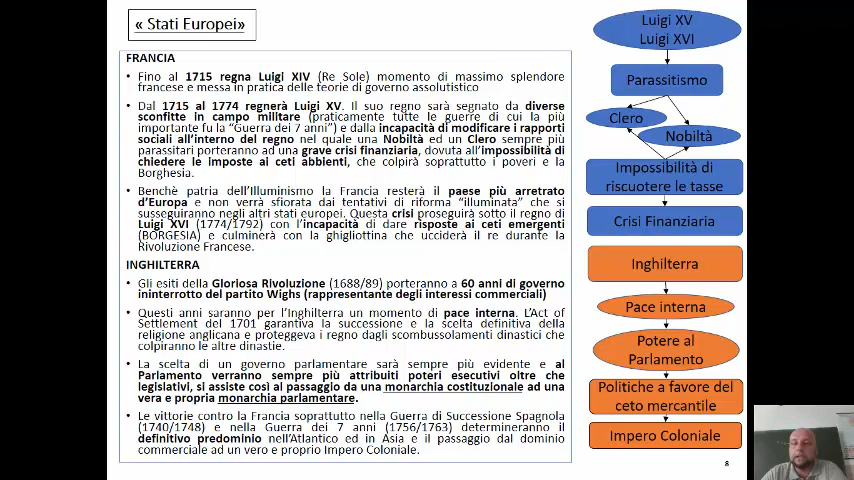 « Stati Europei»
FRANCIA
• Fino al 1715 regna Luigi XIV (Re Sole) momento di massimo splendore
francese e messa in pratica delle teorie di governo assolutistico
• Dal 1715 al 1774 regnerà Luigi XV. Il suo regno sarà segnato da diverse
sconfitte in campo militare (praticamente tutte le guerre di cui la più
importante fu la "Guerra dei 7 anni") e dalla incapacità di modificare i rapporti
sociali all'interno del regno nel quale una Nobiltà ed un Clero sempre più
parassitari porteranno ad una grave crisi finanziaria, dovuta all'impossibilità di
chiedere le imposte ai ceti abbienti, che colpirà soprattutto i poveri e la
Borghesia.
• Benchè patria dell'Illuminismo la Francia resterà il paese più arretrato
d'Europa e non verrà sfiorata dai tentativi di riforma "illuminata" che si
susseguiranno negli altri stati europei. Questa crisi proseguirà sotto il regno di
Luigi XVI (1774/1792) con l'incapacità di dare risposte ai ceti emergenti
(BORGESIA) e culminerà con la ghigliottina che ucciderà il re durante la
Rivoluzione Francese.
INGHILTERRA
• Gli esiti della Gloriosa Rivoluzione (1688/89) porteranno a 60 anni di governo
ininterrotto del partito Wighs (rappresentante degli interessi commerciali)
• Questi anni saranno per l'Inghilterra un momento di pace interna. L'Act of
Settlement del 1701 garantiva la successione e la scelta definitiva della
religione anglicana e proteggeva i regno dagli scombussolamenti dinastici che
colpiranno le altre dinastie.
• La scelta di un governo parlamentare sarà sempre più evidente e al
Parlamento verranno sempre più attribuiti poteri esecutivi oltre che
legislativi, si assiste così al passaggio da una monarchia costituzionale ad una
vera e propria monarchia parlamentare.
• Le vittorie contro la Francia soprattutto nella Guerra di Successione Spagnola
(1740/1748) e nella Guerra dei 7 anni (1756/1763) determineranno il
definitivo predominio nell'Atlantico ed in Asia e il passaggio dal dominio
commerciale ad un vero e proprio Impero Coloniale.
Luigi XV
Luigi XVI
Parassitismo
Clero
Nobiltà
Impossibilità di
riscuotere le tasse
Crisi Finanziaria
Inghilterra
Pace interna
Potere al
Parlamento
Politiche a favore del
ceto mercantile
Impero Coloniale
8